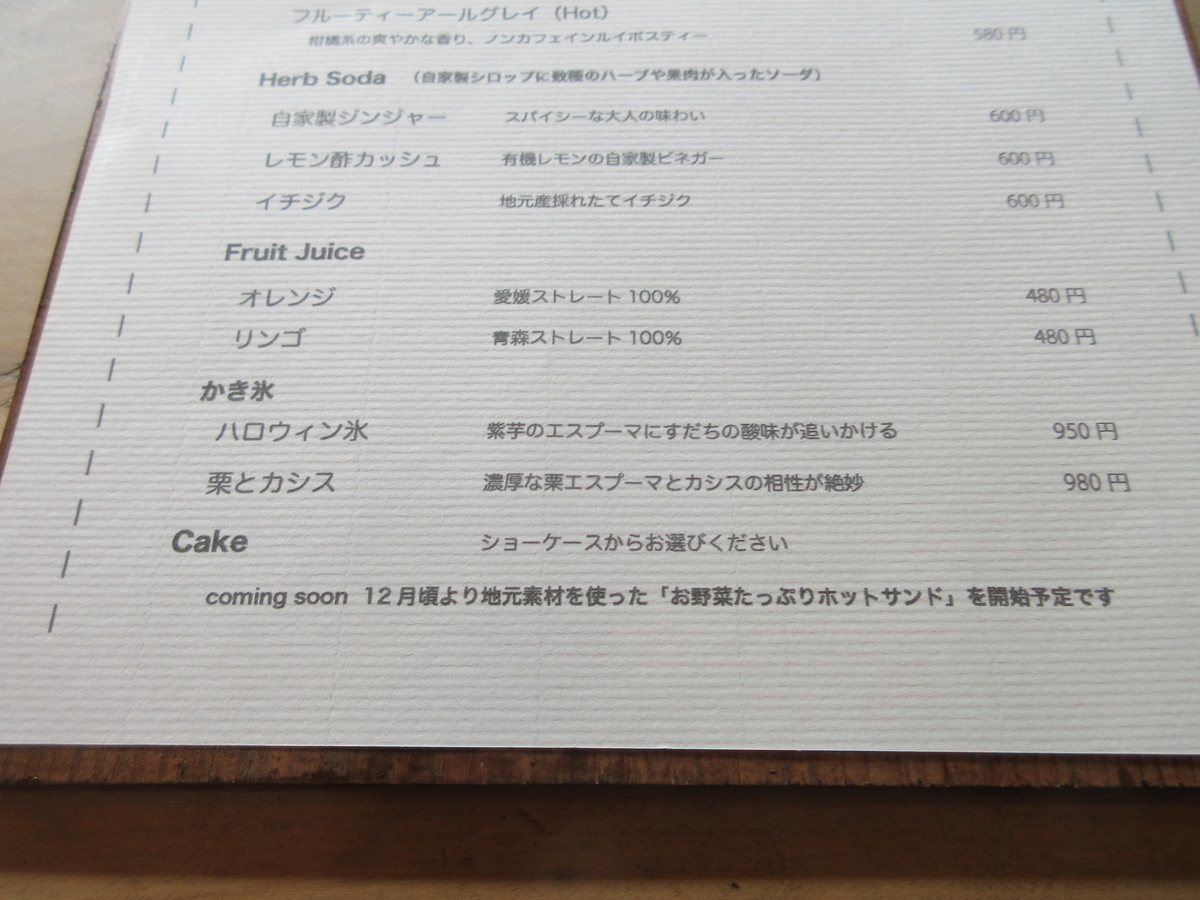 フルーティーアールグレイ（Hot）
柑橘系の爽やかな香り、ノンカフェインルイボスティー 580円
Herb Soda （自家製シロップに数種のハーブや果肉が入ったソーダ）
自家製ジンジャー スパイシーな大人の味わい 600円
レモン酢カッシュ 有機レモンの自家製ビネガー 600円
イチジク 地元産採れたてイチジク 600円
Fruit Juice
オレンジ 愛媛ストレート 100% 480円
リンゴ 青森ストレート 100% 480円
かき氷
ハロウィン氷 紫芋のエスプーマにすだちの酸味が追いかける 950円
栗とカシス 濃厚な栗エスプーマとカシスの相性が絶妙 980円
Cake ショーケースからお選びください
coming soon 12月頃より地元素材を使った「お野菜たっぷりホットサンド」を開始予定です